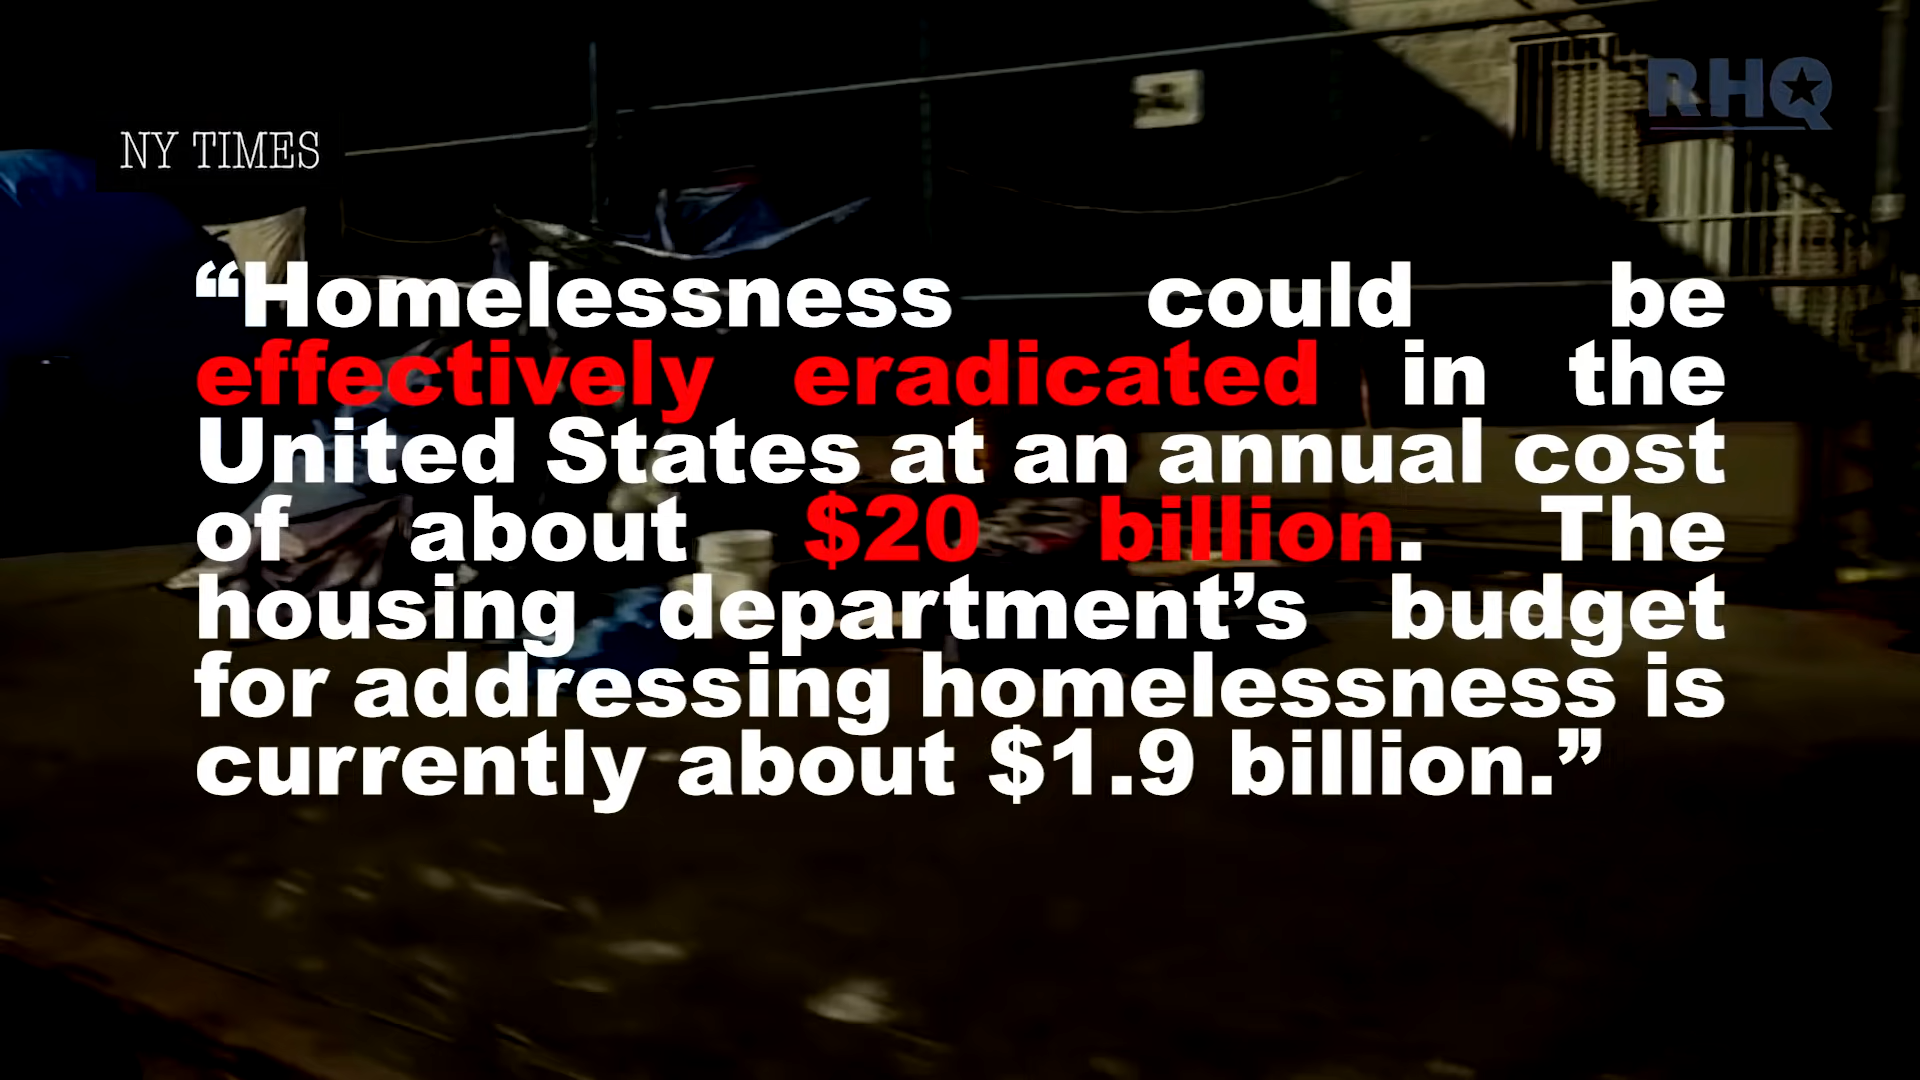 RHQ
NY TIMES
“Homelessness could be
effectively eradicated in the
United States at an annual cost
of about $20 billion. The
housing department’s budget
for addressing homelessness is
currently about $1.9 billion.”